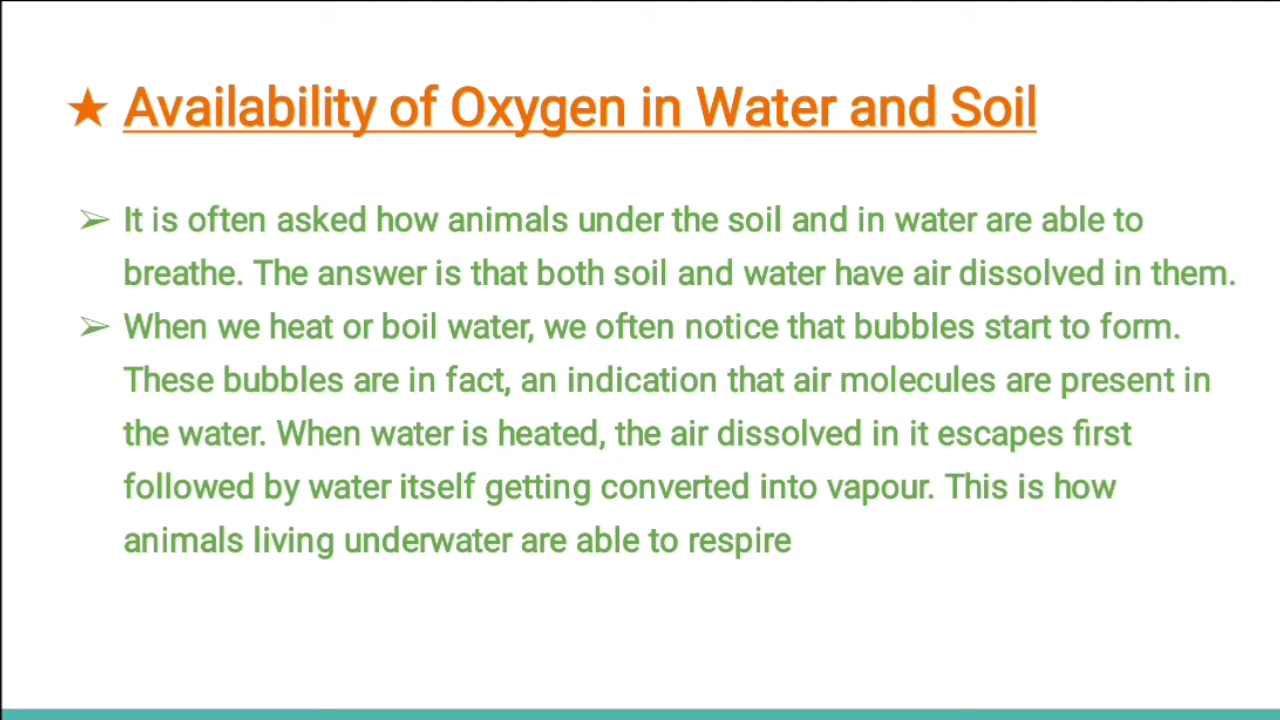 ★ Availability of Oxygen in Water and Soil
➢ It is often asked how animals under the soil and in water are able to
breathe. The answer is that both soil and water have air dissolved in them.
➢ When we heat or boil water, we often notice that bubbles start to form.
These bubbles are in fact, an indication that air molecules are present in
the water. When water is heated, the air dissolved in it escapes first
followed by water itself getting converted into vapour. This is how
animals living underwater are able to respire